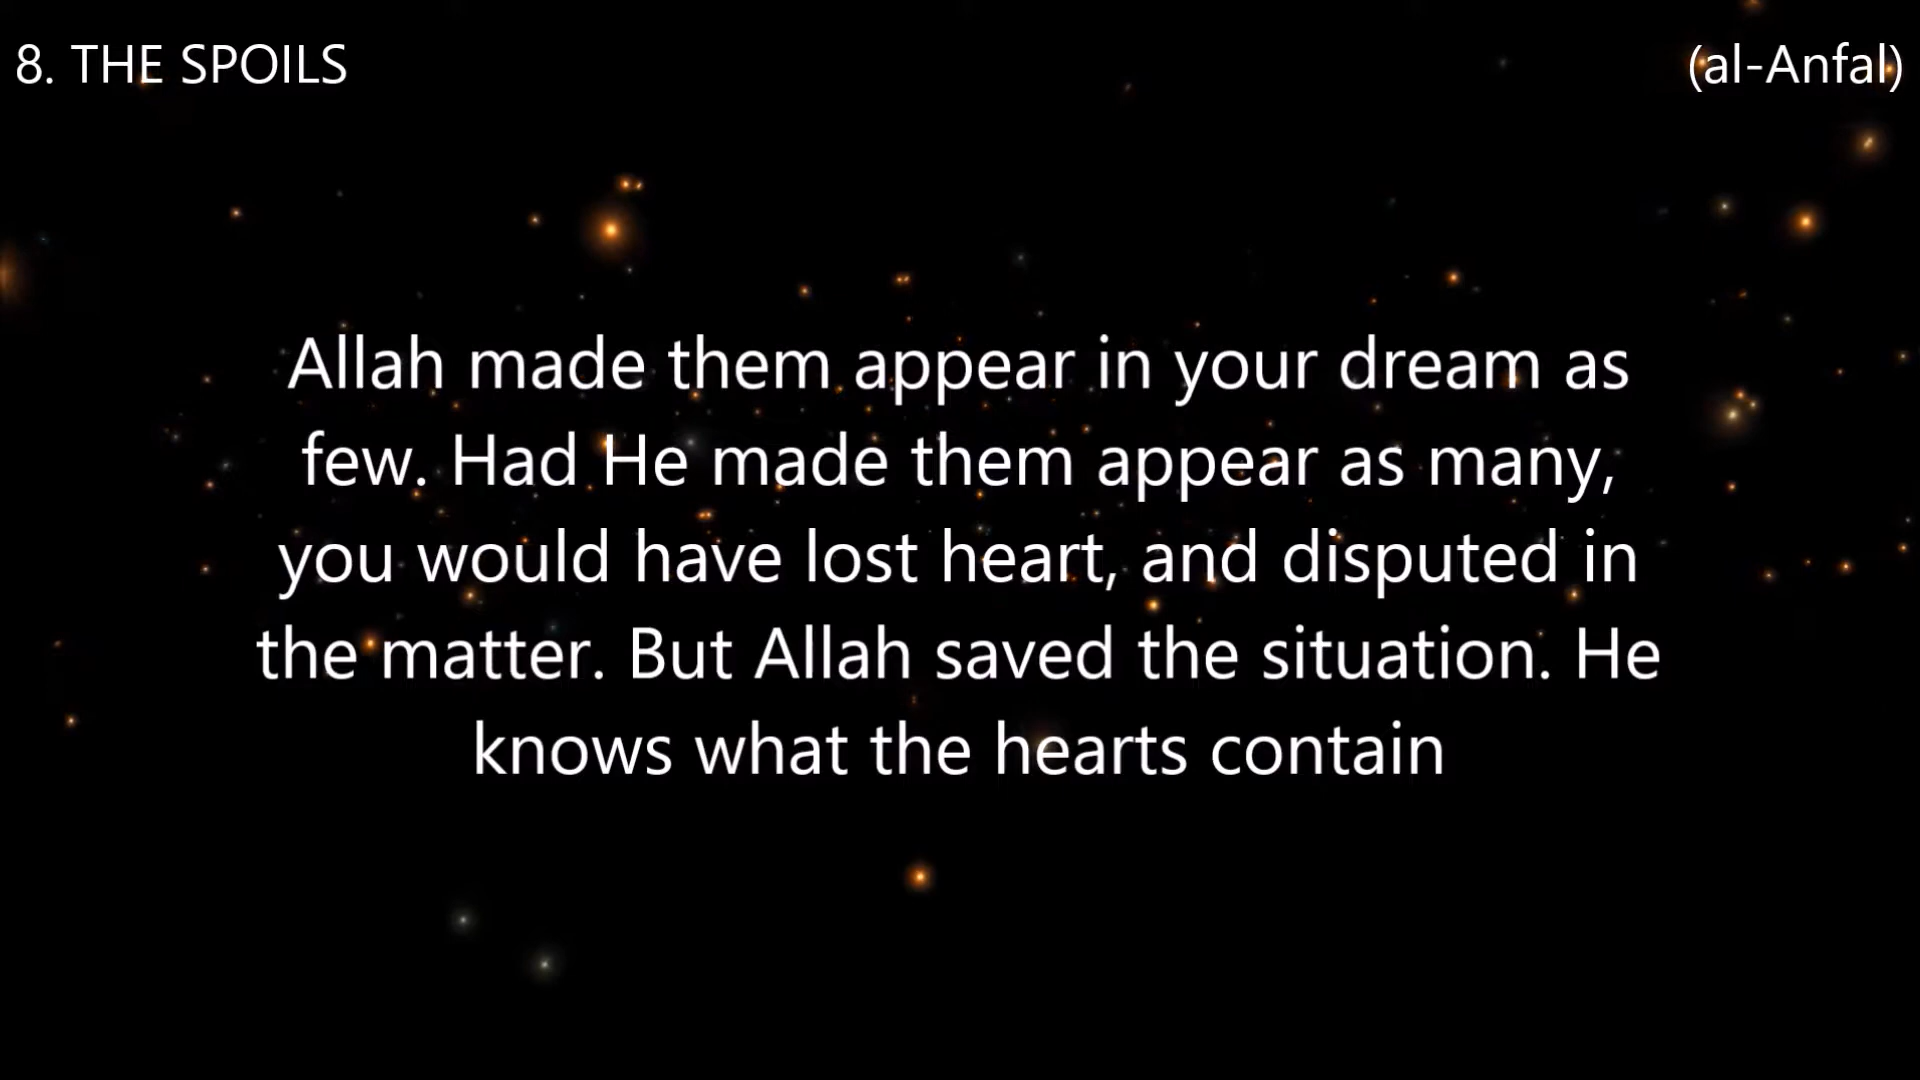 8. THE SPOILS
(al-Anfal)
Allah made them appear in your dream as
few. Had He made them appear as many,
you would have lost heart, and disputed in
the matter. But Allah saved the situation. He
knows what the hearts contain